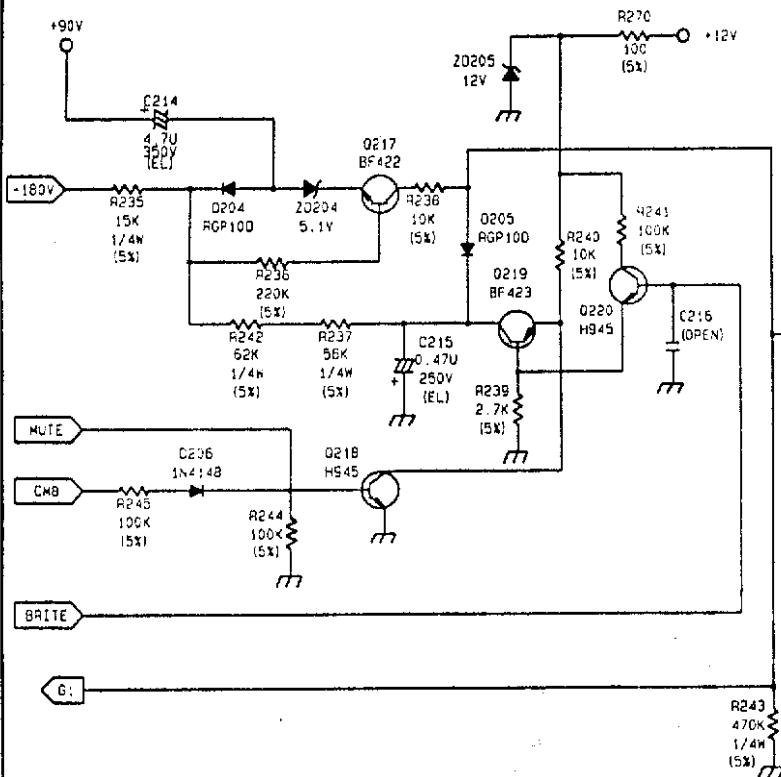 +90V
R270
100
(5%)
+12V
ZD205
12V
C214
+
4.7U
350V
(EL)
Q217
BF422
-180V
R235
15K
1/4W
(5%)
D204
RGP10D
ZD204
5.1V
R238
10K
(5%)
D205
RGP10D
R236
220K
(5%)
R240
10K
(5%)
R241
100K
(5%)
Q219
BF423
Q220
H945
C216
(OPEN)
R242
62K
1/4W
(5%)
R237
56K
1/4W
(5%)
C215
0.47U
250V
(EL)
+
R239
2.7K
(5%)
MUTE
D206
1N4148
Q218
H945
R245
100K
(5%)
R244
100K
(5%)
BRITE
R243
470K
1/4W
(5%)